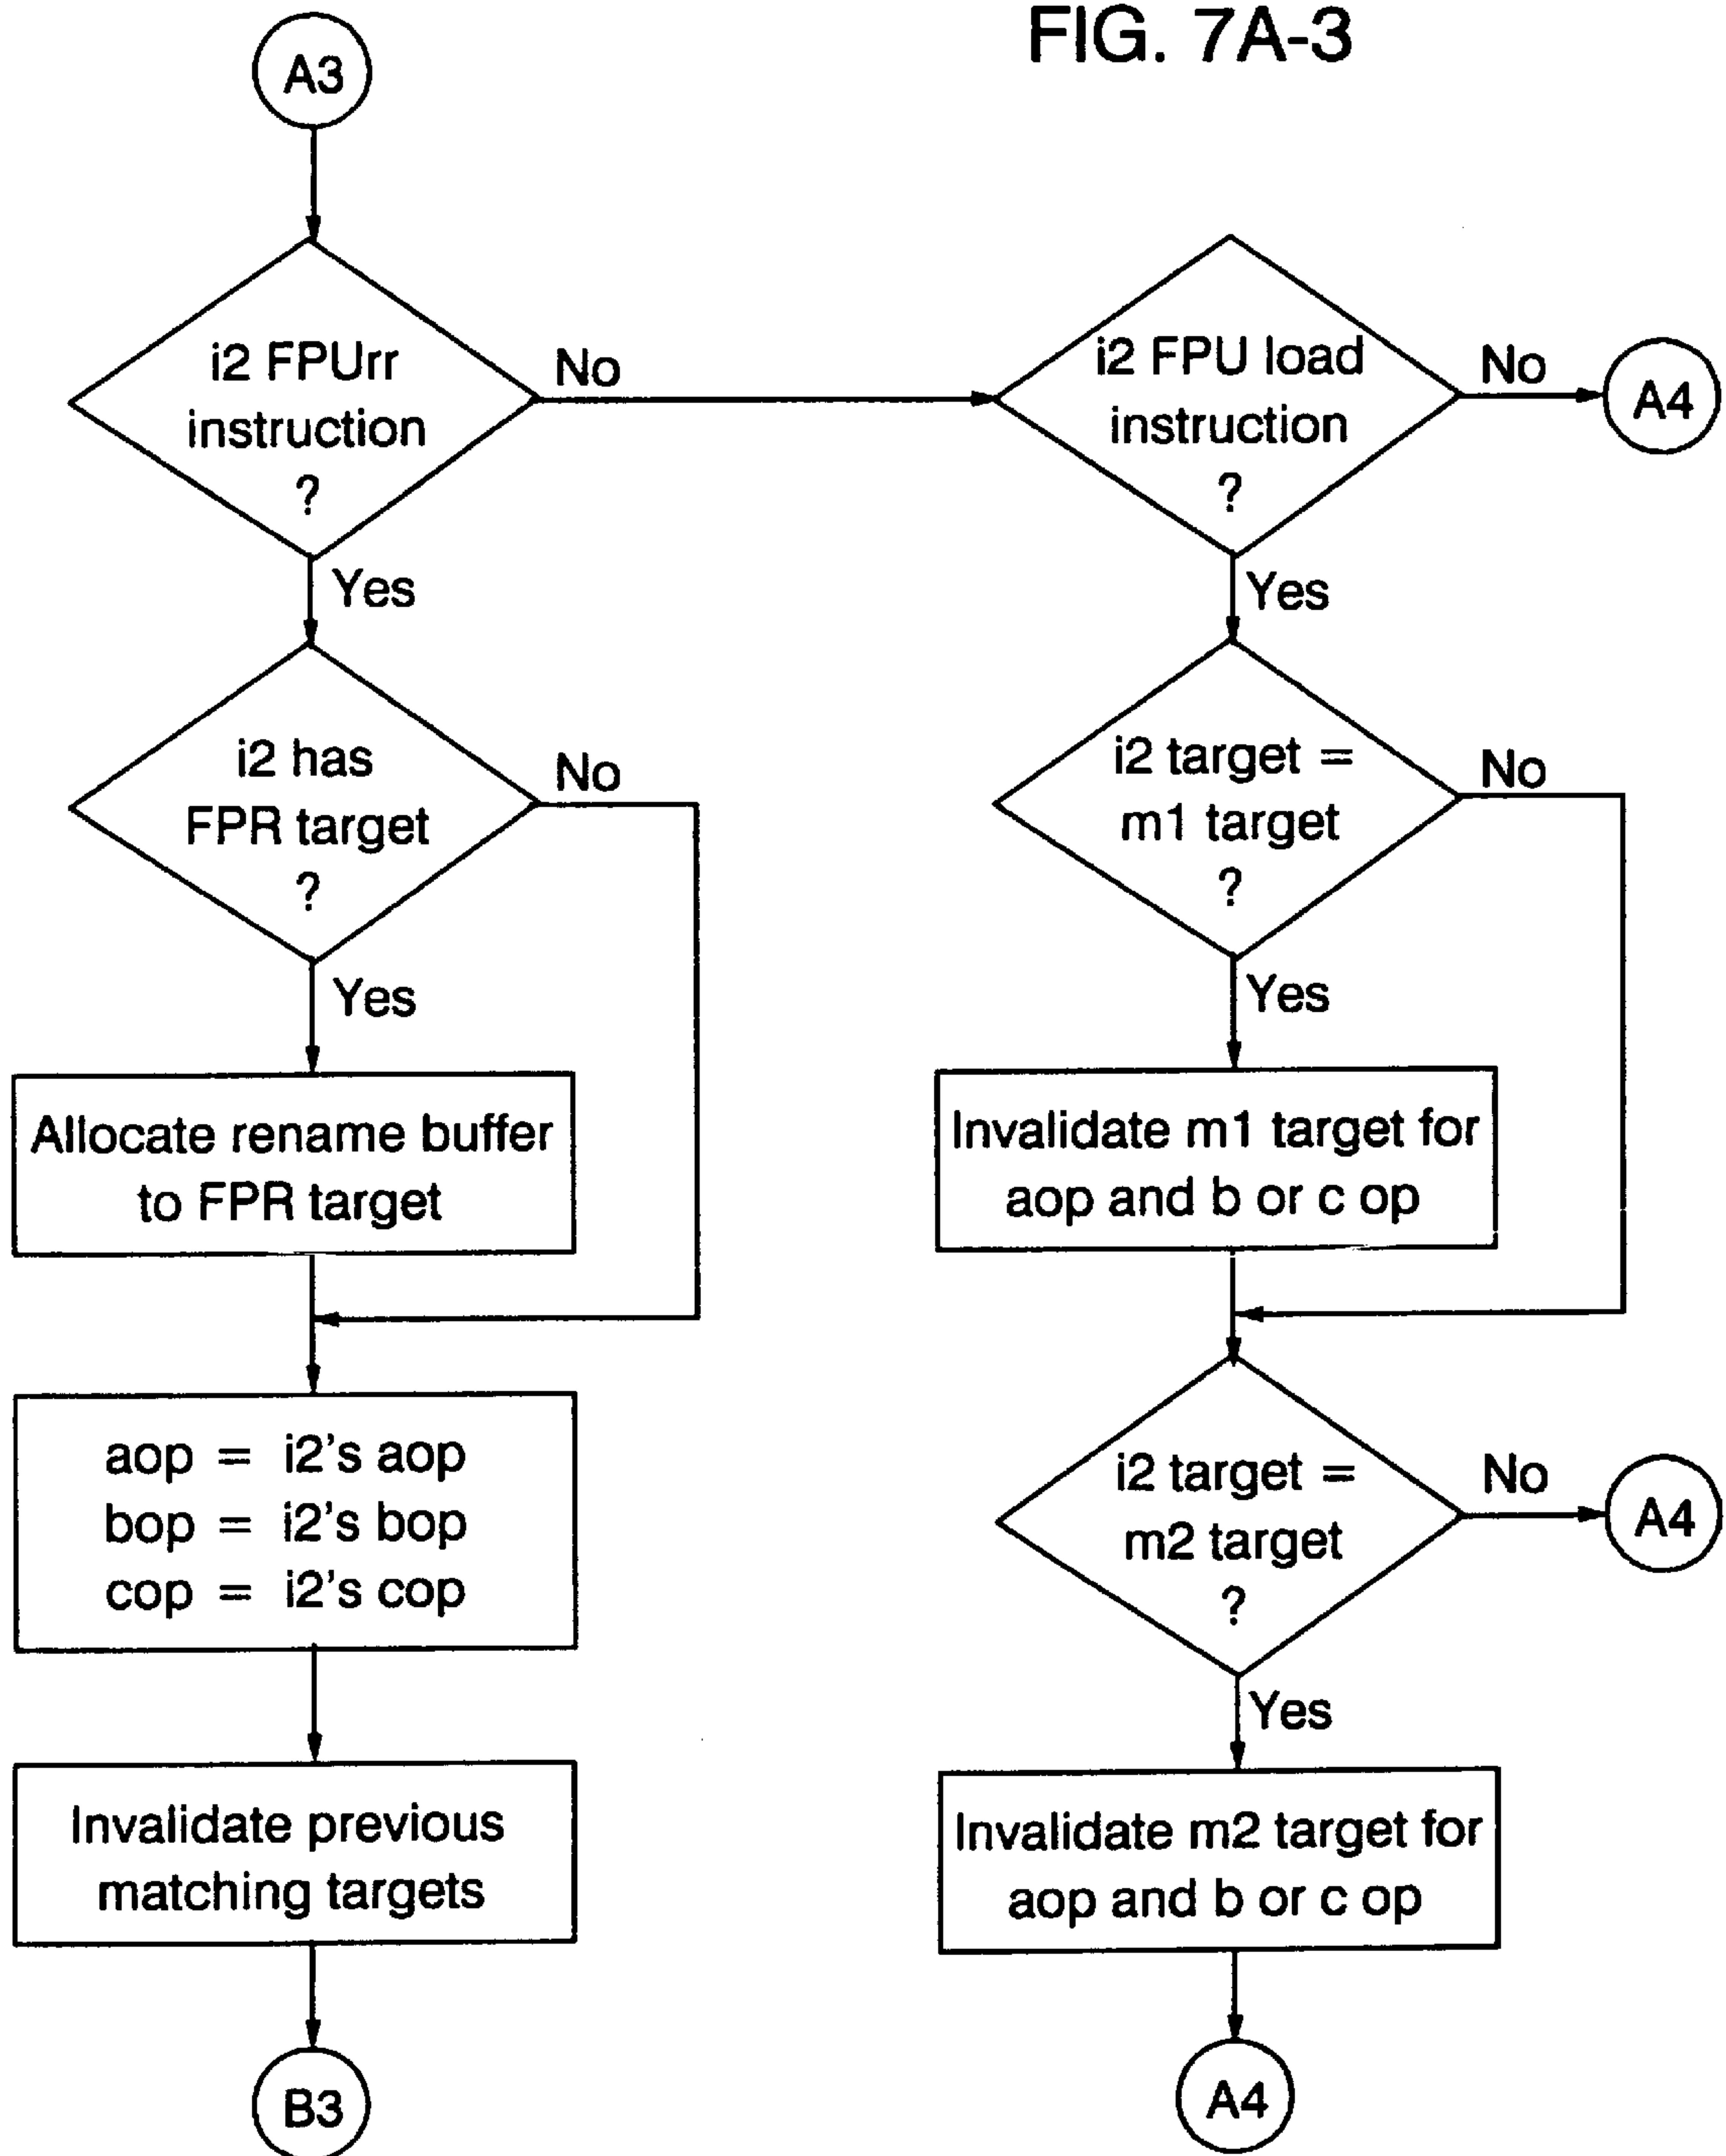 FIG. 7A-3
A3
i2 FPUrr
instruction
?
No
Yes
i2 FPU load
instruction
?
No
A4
Yes
i2 has
FPR target
?
No
Yes
i2 target =
m1 target
?
No
Yes
Allocate rename buffer
to FPR target
Invalidate m1 target for
aop and b or c op
aop = i2's aop
bop = i2's bop
cop = i2's cop
i2 target =
m2 target
?
No
A4
Yes
Invalidate previous
matching targets
Invalidate m2 target for
aop and b or c op
B3
A4